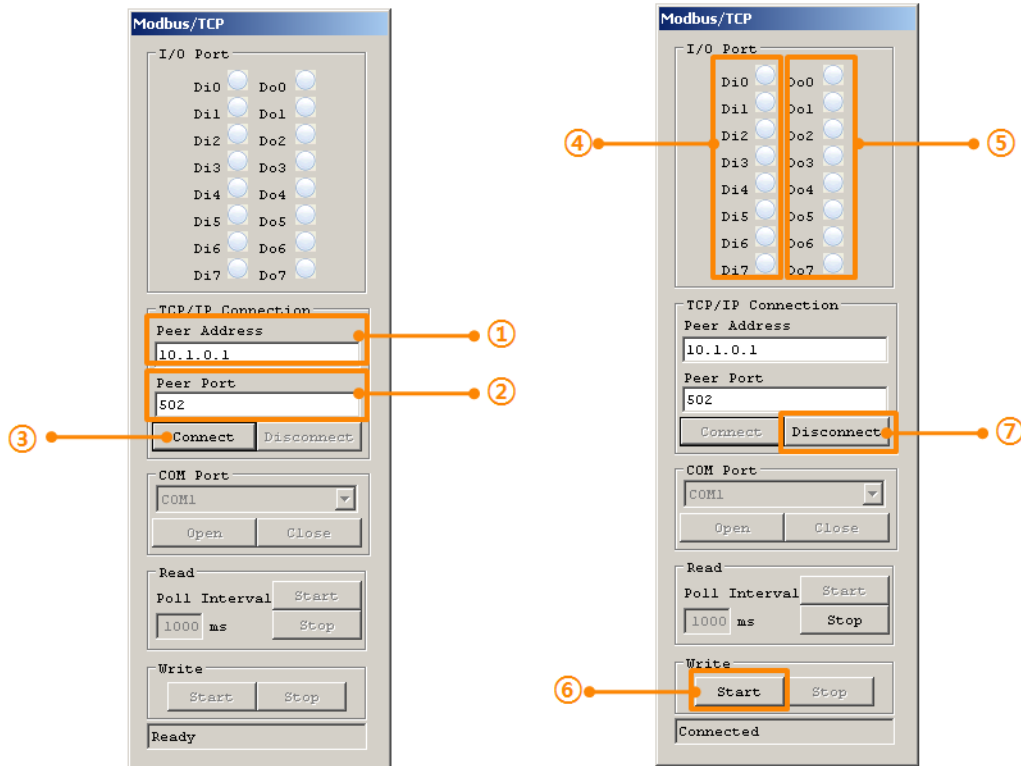 Modbus/TCP
I/O Port
Di0 Do0
Di1 Do1
Di2 Do2
Di3 Do3
Di4 Do4
Di5 Do5
Di6 Do6
Di7 Do7
TCP/IP Connection
Peer Address
10.1.0.1
①
Peer Port
502
②
③
Connect Disconnect
COM Port
COM1
Open Close
Read
Poll Interval Start
1000 ms Stop
Write
Start Stop
Ready
Modbus/TCP
I/O Port
Di0 Do0
Di1 Do1
④ Di2 Do2 ⑤
Di3 Do3
Di4 Do4
Di5 Do5
Di6 Do6
Di7 Do7
TCP/IP Connection
Peer Address
10.1.0.1
Peer Port
502
Connect Disconnect ⑦
COM Port
COM1
Open Close
Read
Poll Interval Start
1000 ms Stop
Write
⑥ Start Stop
Connected